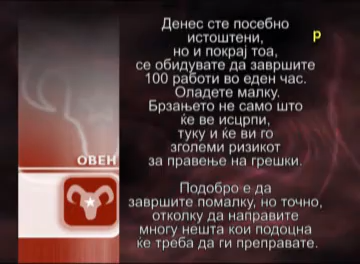 Денес сте посебно
истоштени,
р
но и покрај тоа,
се обидувате да завршите
100 работи во еден час.
Оладете малку.
Брзањето не само што
ќе ве исцрпи,
туку и ќе ви го
зголеми ризикот
за правење на грешки.
ОВЕН
Подобро е да
завршите помалку, но точно,
отколку да направите
многу нешта кои подоцна
ќе треба да ги преправате.